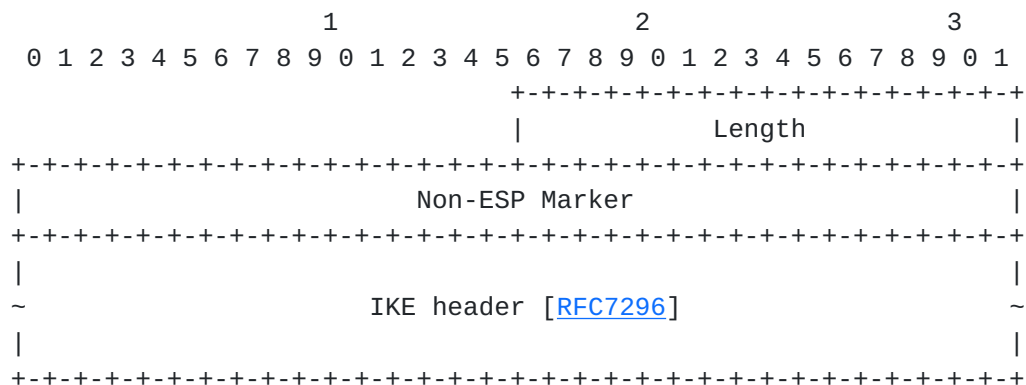 1                   2                   3
 0 1 2 3 4 5 6 7 8 9 0 1 2 3 4 5 6 7 8 9 0 1 2 3 4 5 6 7 8 9 0 1
                                +-+-+-+-+-+-+-+-+-+-+-+-+-+-+-+-+
                                |            Length             |
+-+-+-+-+-+-+-+-+-+-+-+-+-+-+-+-+-+-+-+-+-+-+-+-+-+-+-+-+-+-+-+-+
|                         Non-ESP Marker                        |
+-+-+-+-+-+-+-+-+-+-+-+-+-+-+-+-+-+-+-+-+-+-+-+-+-+-+-+-+-+-+-+-+
|                                                               |
~                      IKE header [RFC7296]                     ~
|                                                               |
+-+-+-+-+-+-+-+-+-+-+-+-+-+-+-+-+-+-+-+-+-+-+-+-+-+-+-+-+-+-+-+-+